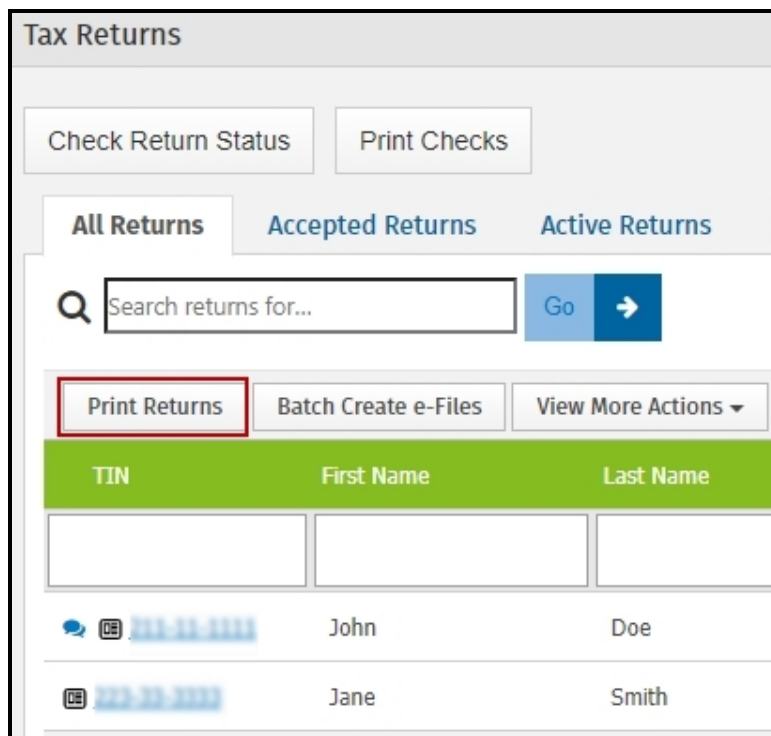 Tax Returns
Check Return Status Print Checks
All Returns Accepted Returns Active Returns
Search returns for... Go
Print Returns Batch Create e-Files View More Actions
TIN First Name Last Name
John Doe
Jane Smith